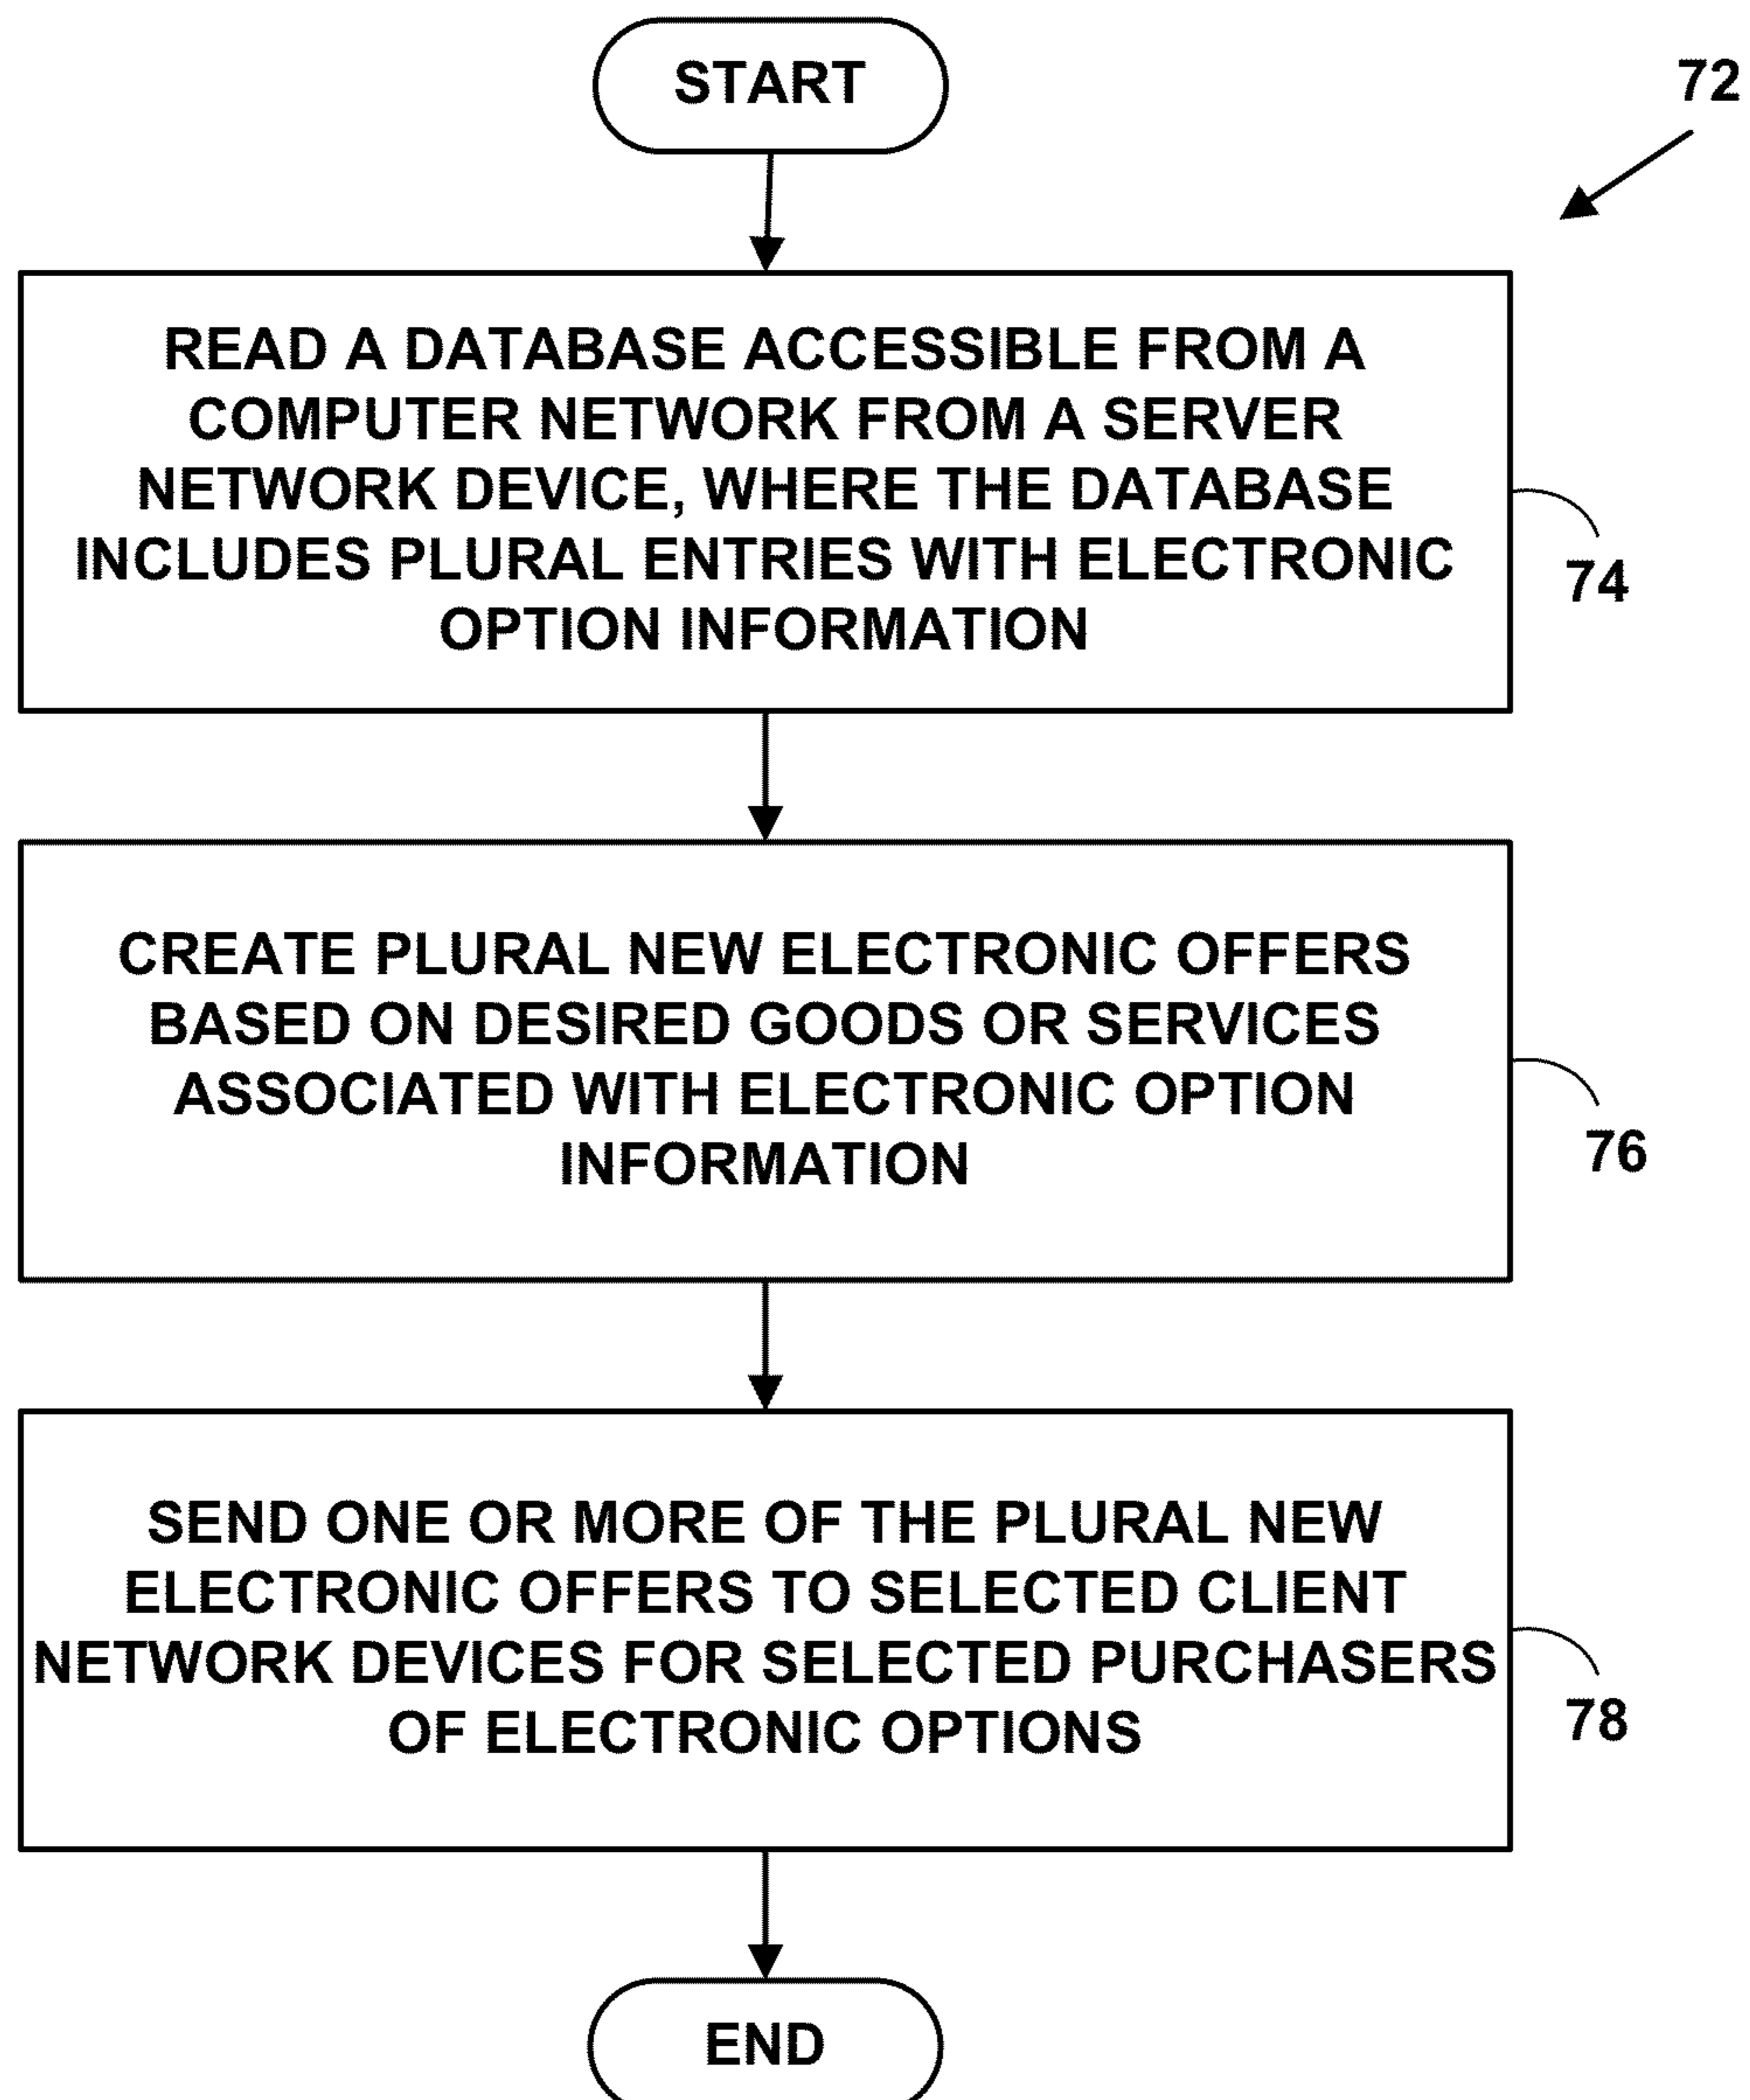 START
72
READ A DATABASE ACCESSIBLE FROM A
COMPUTER NETWORK FROM A SERVER
NETWORK DEVICE, WHERE THE DATABASE
INCLUDES PLURAL ENTRIES WITH ELECTRONIC
OPTION INFORMATION
74
CREATE PLURAL NEW ELECTRONIC OFFERS
BASED ON DESIRED GOODS OR SERVICES
ASSOCIATED WITH ELECTRONIC OPTION
INFORMATION
76
SEND ONE OR MORE OF THE PLURAL NEW
ELECTRONIC OFFERS TO SELECTED CLIENT
NETWORK DEVICES FOR SELECTED PURCHASERS
OF ELECTRONIC OPTIONS
78
END